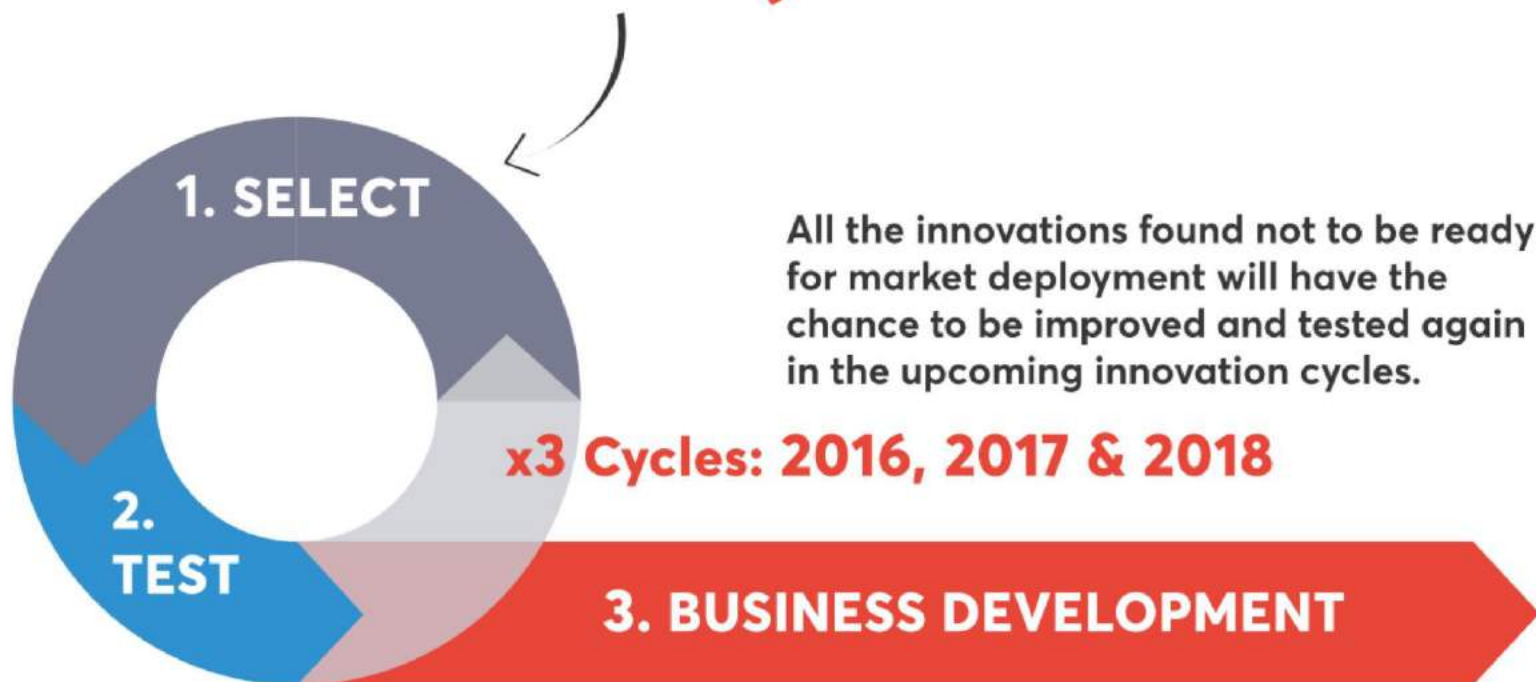 1. SELECT
All the innovations found not to be ready
for market deployment will have the
chance to be improved and tested again
in the upcoming innovation cycles.
x3 Cycles: 2016, 2017 & 2018
2.
TEST
3. BUSINESS DEVELOPMENT